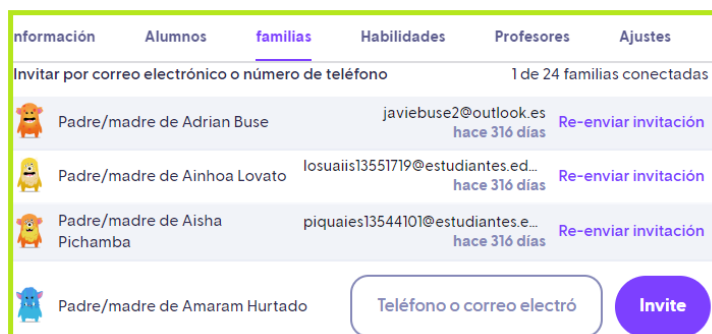 nformación Alumnos familias Habilidades Profesores Ajustes
Invitar por correo electrónico o número de teléfono 1 de 24 familias conectadas
Padre/madre de Adrian Buse javiebuse2@outlook.es
hace 316 días Re-enviar invitación
Padre/madre de Ainhoa Lovato losuaiis13551719@estudiantes.ed...
hace 316 días Re-enviar invitación
Padre/madre de Aisha
Pichamba piquaies13544101@estudiantes.e...
hace 316 días Re-enviar invitación
Padre/madre de Amaram Hurtado Teléfono o correo electró Invite